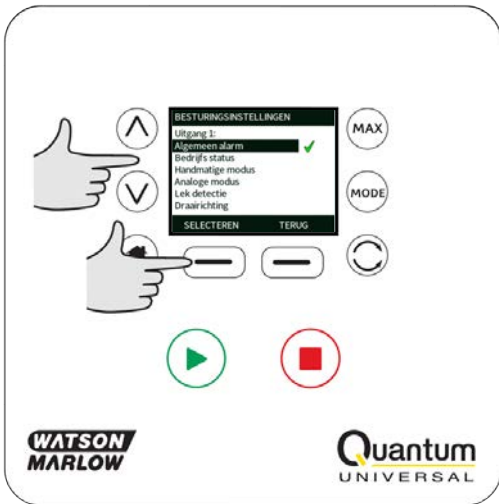 BESTURINGSINSTELLINGEN
Uitgang 1:
Algemeen alarm
Bedrijfs status
Handmatige modus
Analoge modus
Lek detectie
Draairichting
SELECTEREN TERUG
MAX
MODE
WATSON
MARLOW
Quantum
UNIVERSAL